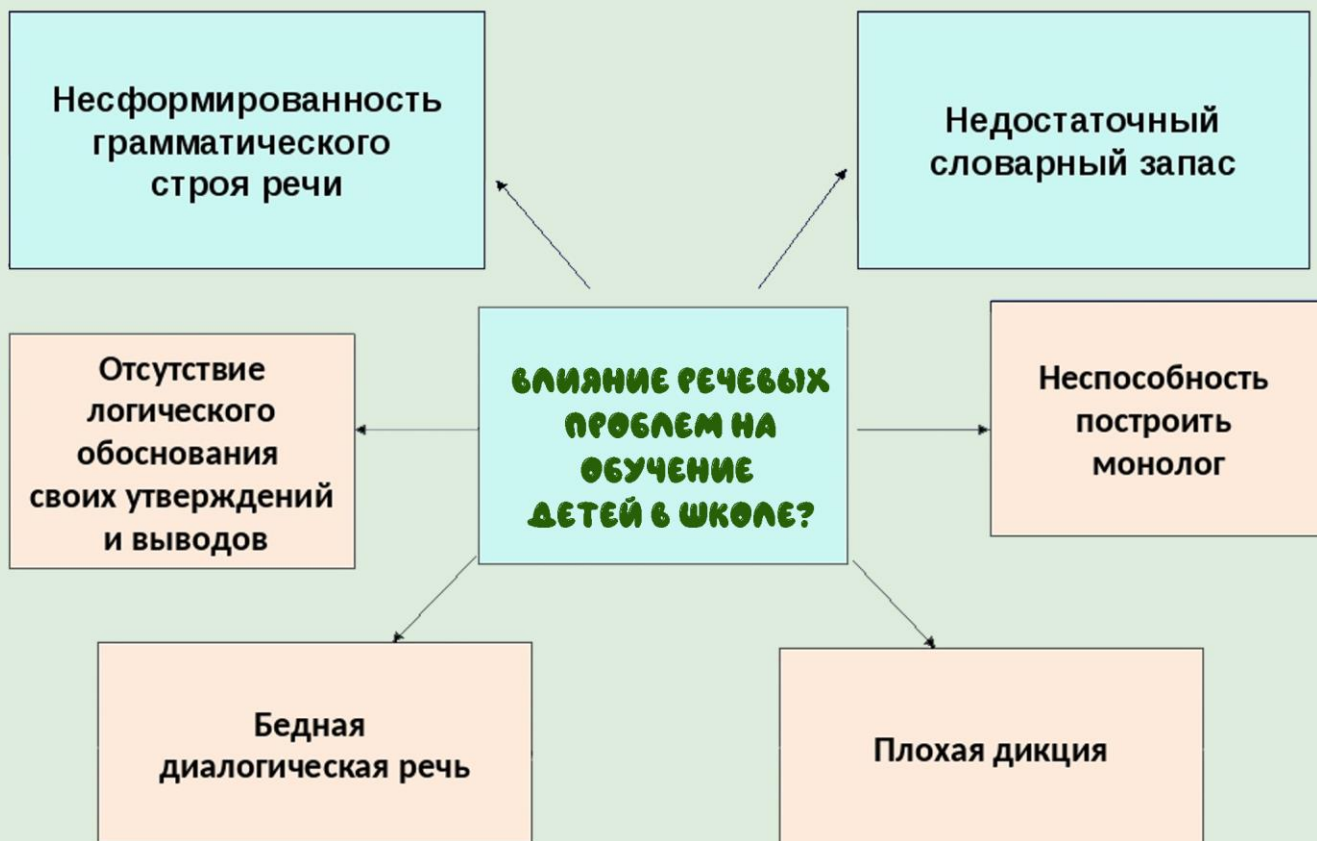 Несформированность
грамматического
строя речи
Недостаточный
словарный запас
ВЛИЯНИЕ РЕЧЕВЫХ
ПРОБЛЕМ НА
ОБУЧЕНИЕ
ДЕТЕЙ В ШКОЛЕ?
Отсутствие
логического
обоснования
своих утверждений
и выводов
Неспособность
построить
монолог
Бедная
диалогическая речь
Плохая дикция